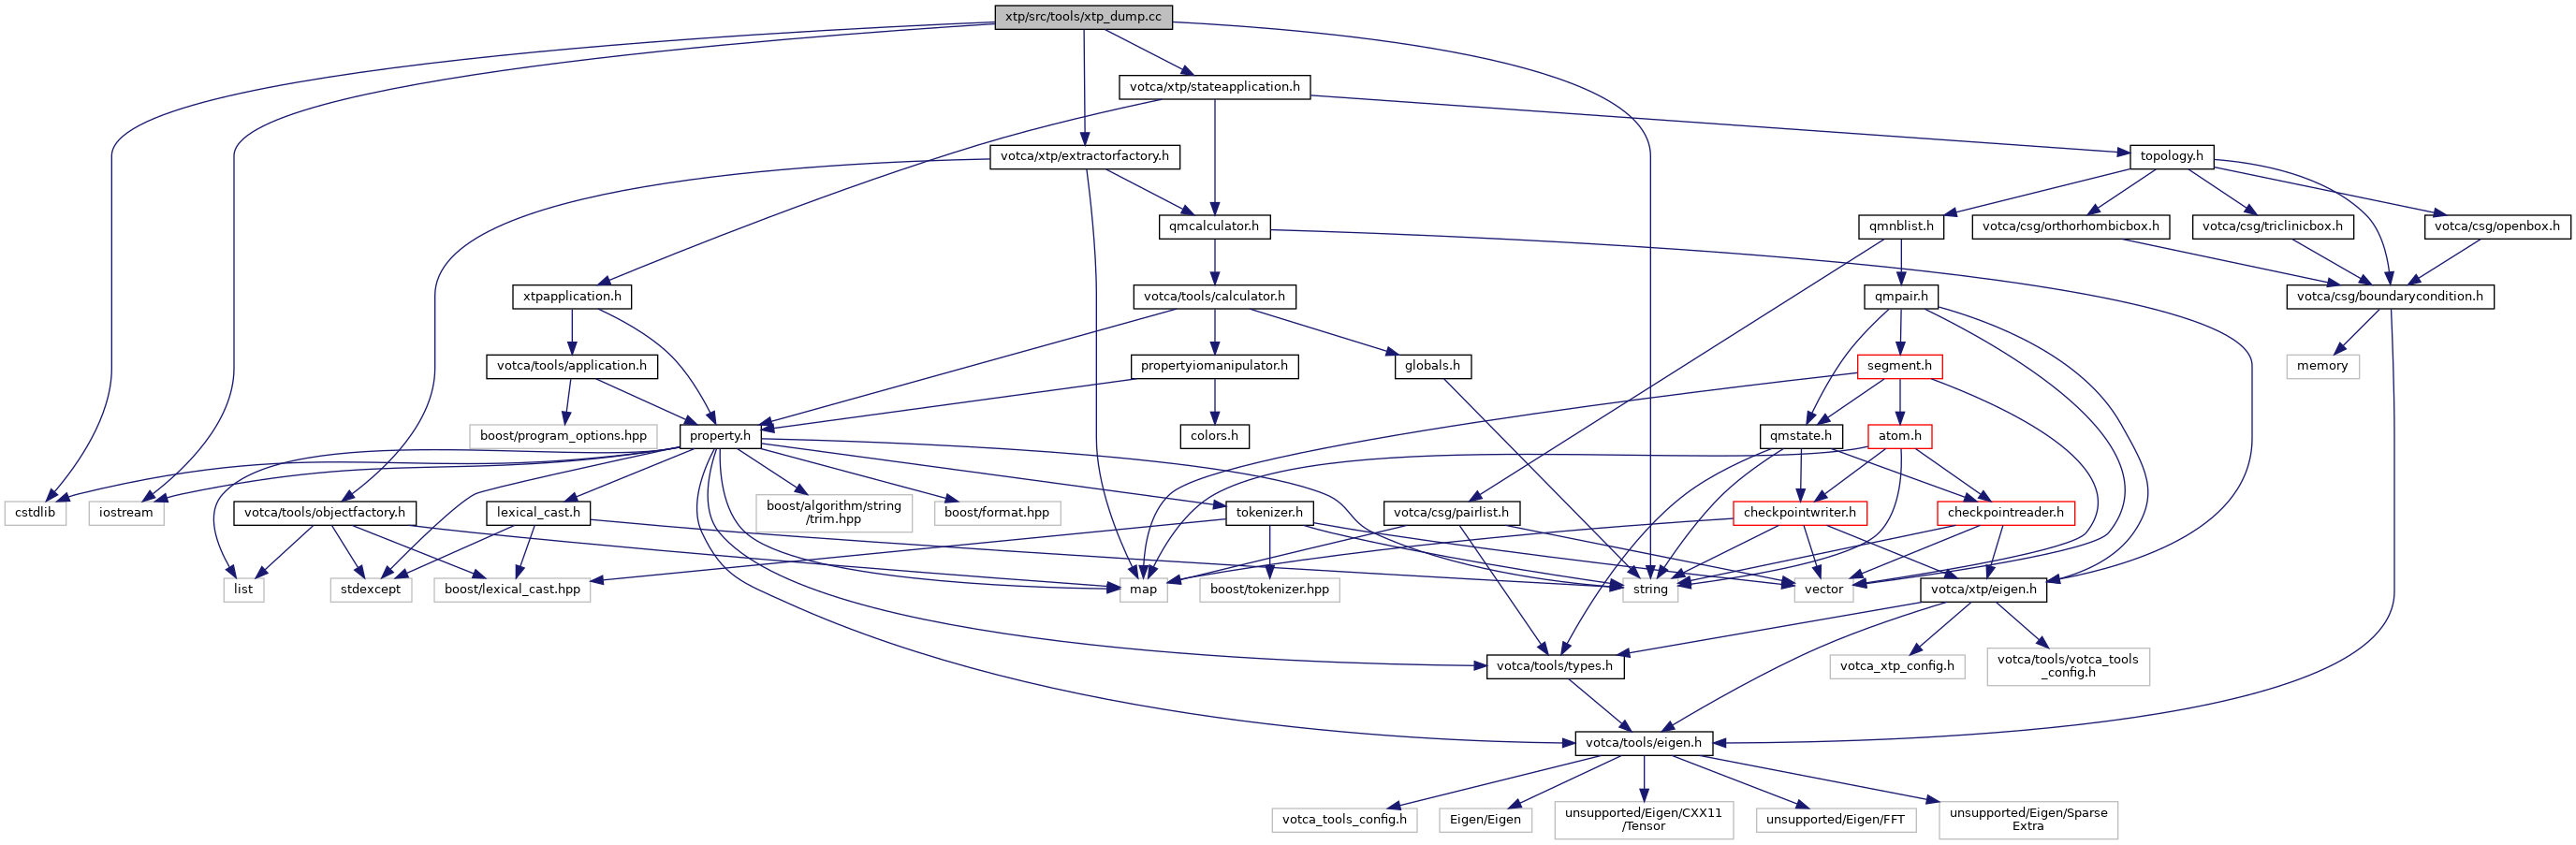 xtp/src/tools/xtp_dump.cc
votca/xtp/stateapplication.h
votca/xtp/extractorfactory.h
topology.h
qmcalculator.h
qmnblist.h
votca/csg/orthorhombicbox.h
votca/csg/triclinicbox.h
votca/csg/openbox.h
xtpapplication.h
votca/tools/calculator.h
qmpair.h
votca/csg/boundarycondition.h
votca/tools/application.h
propertyiomanipulator.h
globals.h
segment.h
memory
boost/program_options.hpp
property.h
colors.h
qmstate.h
atom.h
cstdlib
iostream
votca/tools/objectfactory.h
lexical_cast.h
boost/algorithm/string
/trim.hpp
boost/format.hpp
tokenizer.h
votca/csg/pairlist.h
checkpointwriter.h
checkpointreader.h
list
stdexcept
boost/lexical_cast.hpp
map
boost/tokenizer.hpp
string
vector
votca/xtp/eigen.h
votca/tools/types.h
votca_xtp_config.h
votca/tools/votca_tools
_config.h
votca/tools/eigen.h
votca_tools_config.h
Eigen/Eigen
unsupported/Eigen/CXX11
/Tensor
unsupported/Eigen/FFT
unsupported/Eigen/Sparse
Extra